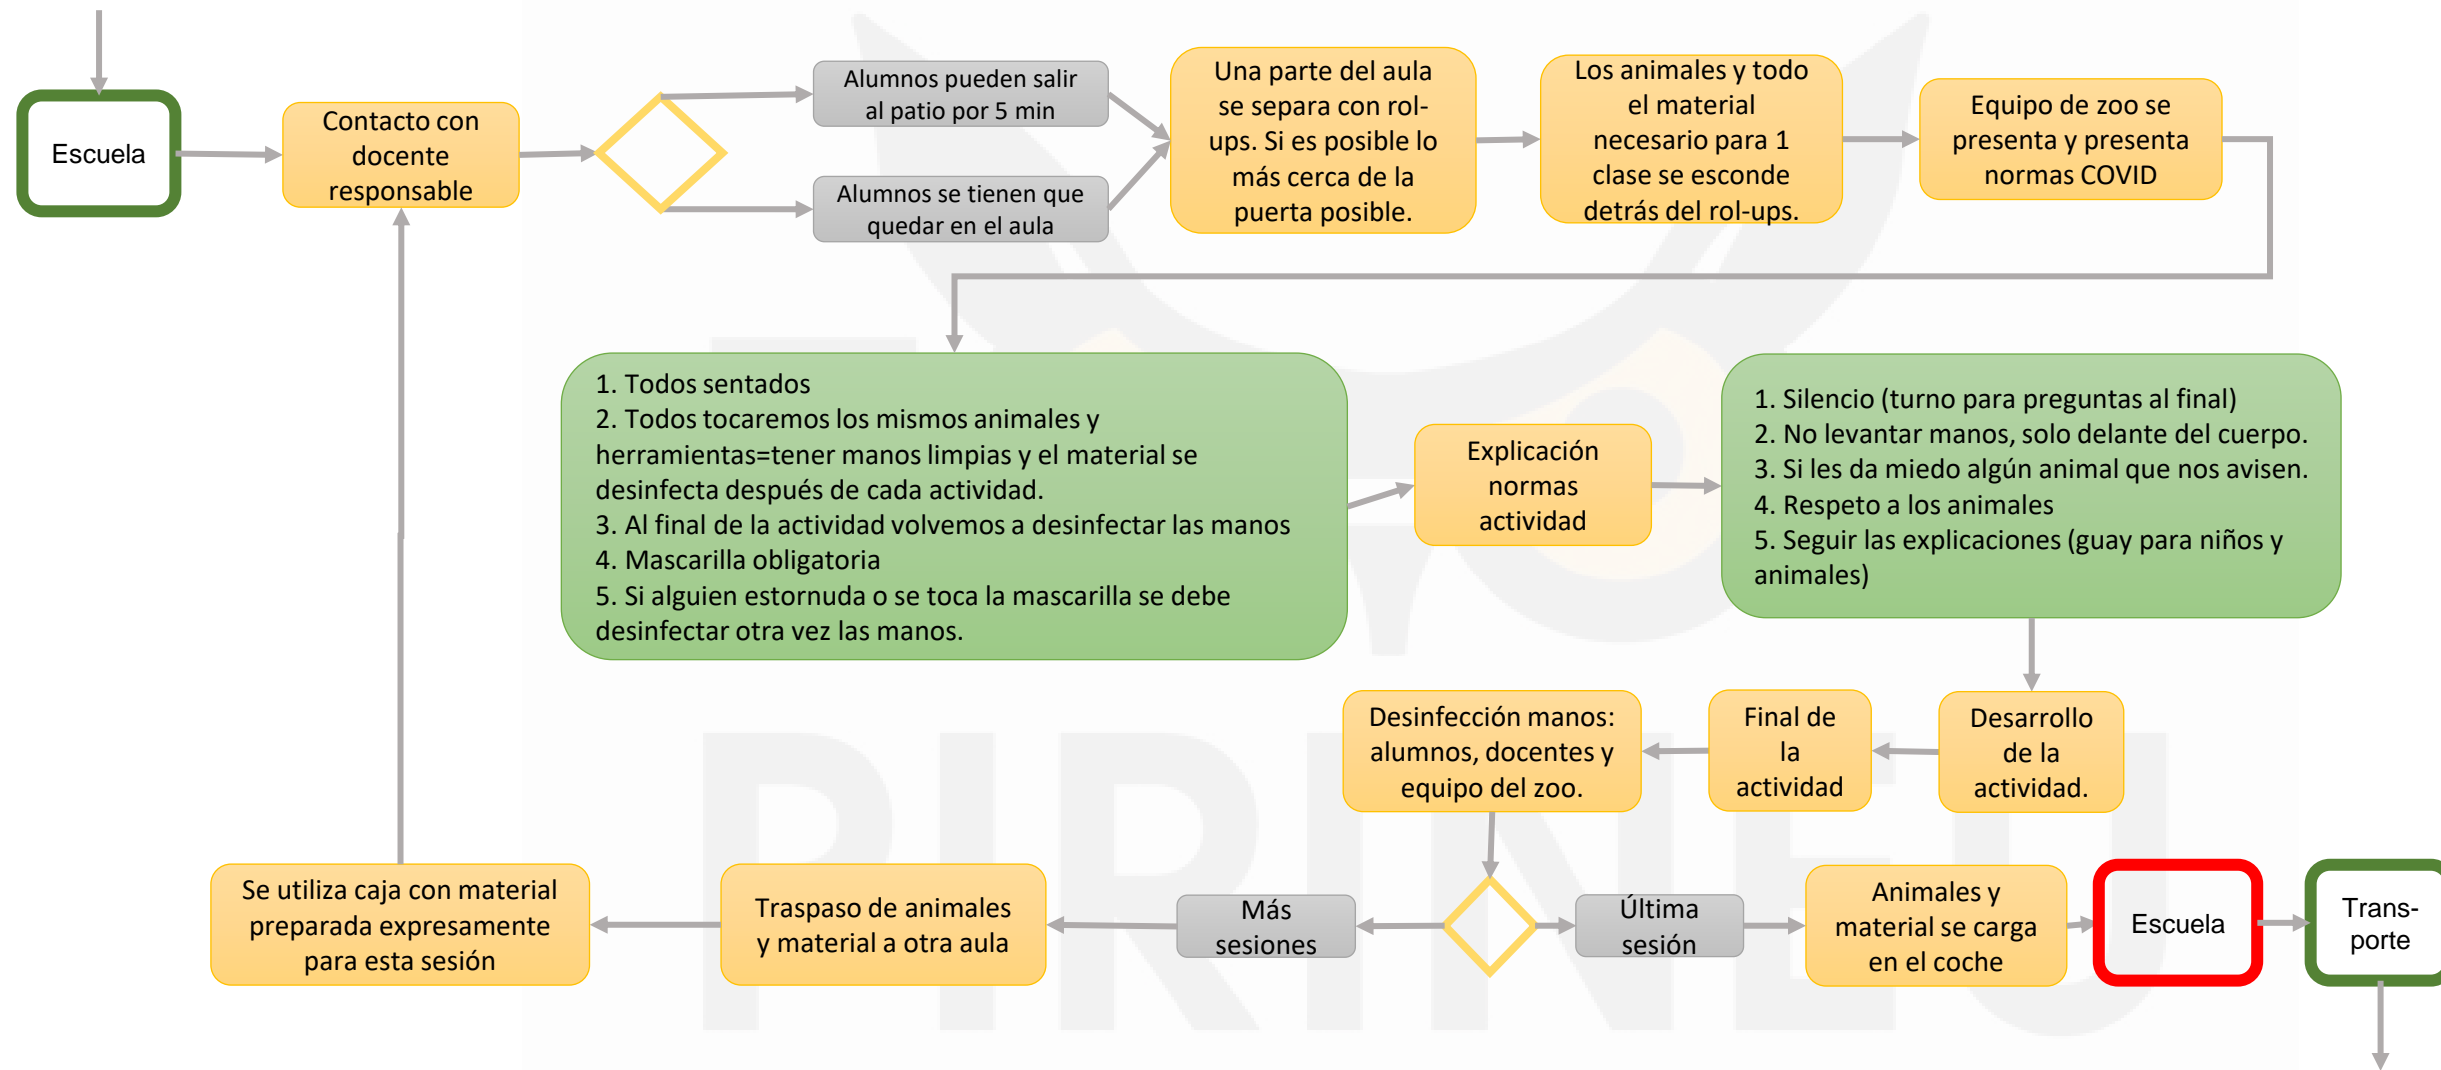 Escuela
Contacto con
docente
responsable
Alumnos pueden salir
al patio por 5 min
Alumnos se tienen que
quedar en el aula
Una parte del aula
se separa con rol-
ups. Si es posible lo
más cerca de la
puerta posible.
Los animales y todo
el material
necesario para 1
clase se esconde
detrás del rol-ups.
Equipo de zoo se
presenta y presenta
normas COVID
1. Todos sentados
2. Todos tocaremos los mismos animales y
herramientas=tener manos limpias y el material se
desinfecta después de cada actividad.
3. Al final de la actividad volvemos a desinfectar las manos
4. Mascarilla obligatoria
5. Si alguien estornuda o se toca la mascarilla se debe
desinfectar otra vez las manos.
Explicación
normas
actividad
1. Silencio (turno para preguntas al final)
2. No levantar manos, solo delante del cuerpo.
3. Si les da miedo algún animal que nos avisen.
4. Respeto a los animales
5. Seguir las explicaciones (guay para niños y
animales)
Desarrollo
de la
actividad.
Final de
la
actividad
Desinfección manos:
alumnos, docentes y
equipo del zoo.
Más
sesiones
Última
sesión
Traspaso de animales
y material a otra aula
Se utiliza caja con material
preparada expresamente
para esta sesión
Animales y
material se carga
en el coche
Escuela
Trans-
porte
PIRINEU